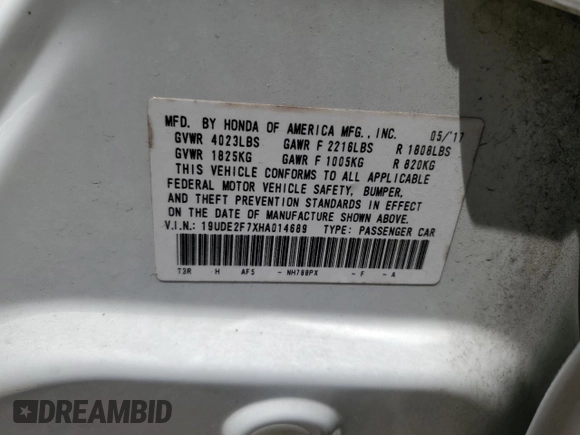 MFD. BY HONDA OF AMERICA MFG., INC. 05/'17
GVWR 4023LBS GAWR F 2216LBS R 1808LBS
GVWR 1825KG GAWR F 1005KG R 820KG
THIS VEHICLE CONFORMS TO ALL APPLICABLE
FEDERAL MOTOR VEHICLE SAFETY, BUMPER,
AND THEFT PREVENTION STANDARDS IN EFFECT
ON THE DATE OF MANUFACTURE SHOWN ABOVE.
V.I.N.: 19UDE2F7XHA014689 TYPE: PASSENGER CAR
T3R H AF5 - NH788PX - F - A
DREAMBID